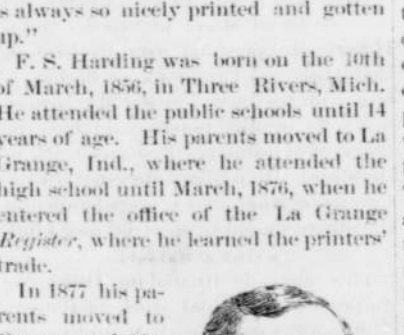 s always so nicely printed and gotten
up."
F. S. Harding was born on the 10th
of March, 1856, in Three Rivers, Mich.
He attended the public schools until 14
years of age. His parents moved to La
Grange, Ind., where he attended the
high school until March, 1876, when he
entered the office of the La Grange
Register, where he learned the printers'
trade.
In 1877 his pa-
rents moved to